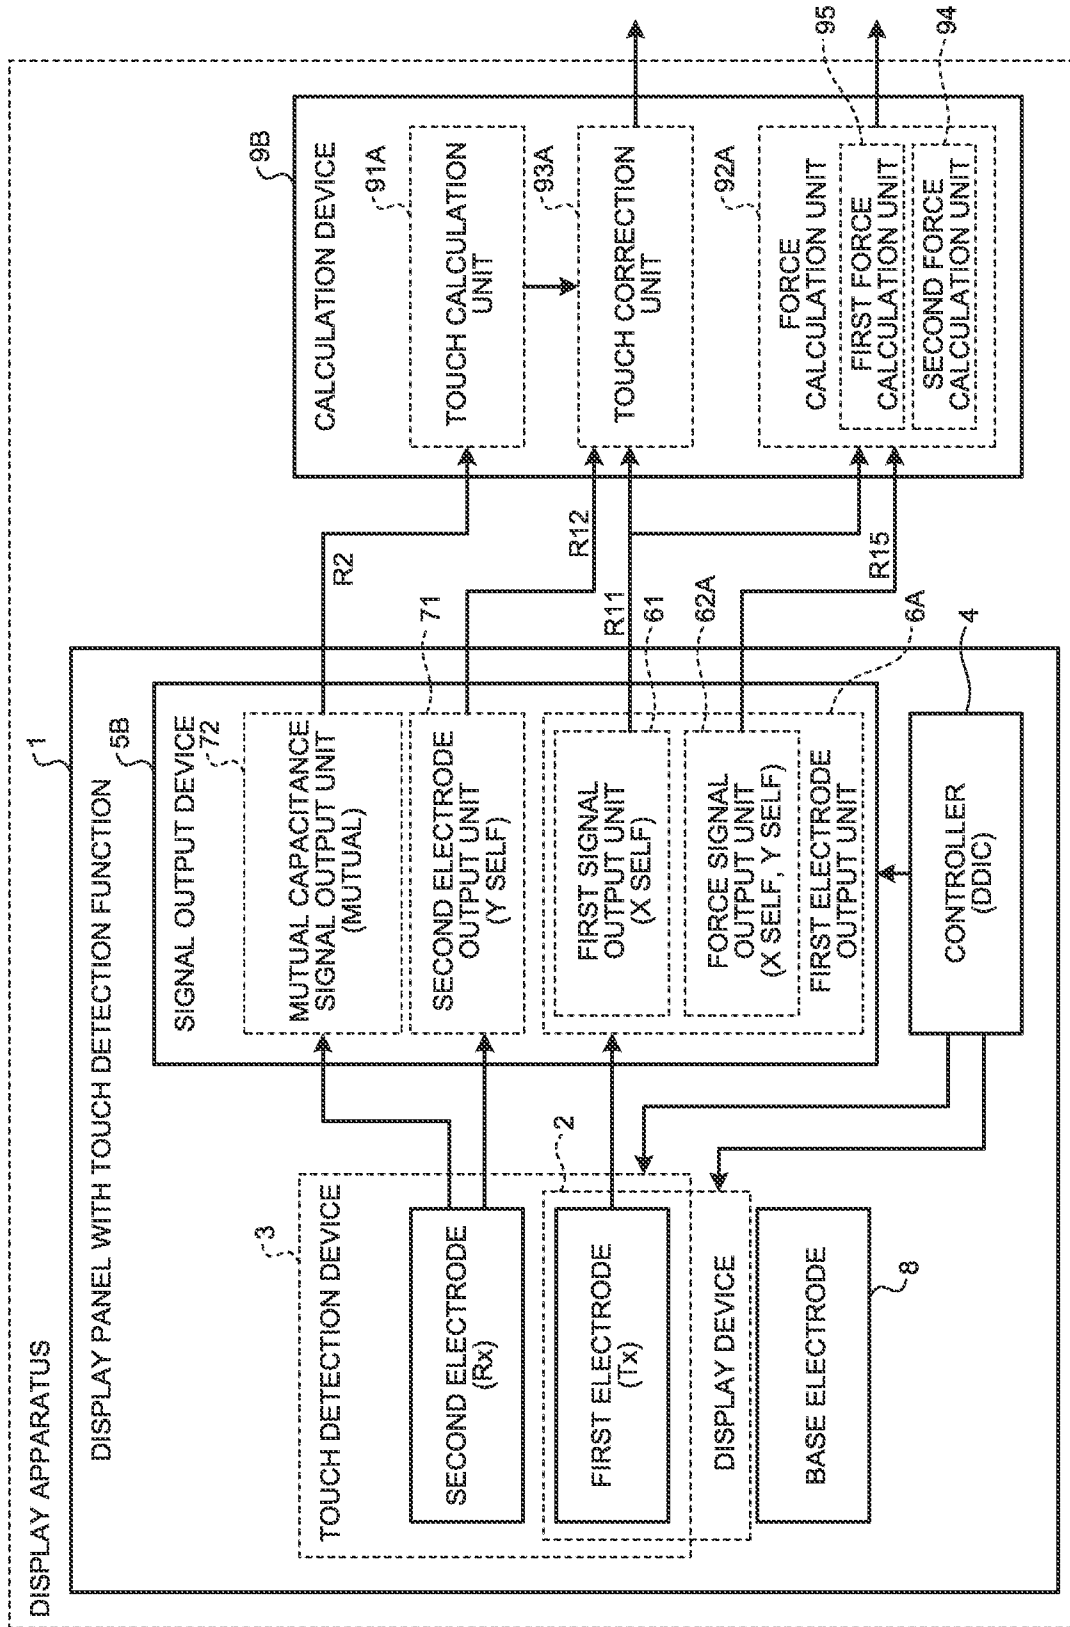 DISPLAY APPARATUS
1
DISPLAY PANEL WITH TOUCH DETECTION FUNCTION
3
TOUCH DETECTION DEVICE
SECOND ELECTRODE
(Rx)
2
FIRST ELECTRODE
(Tx)
DISPLAY DEVICE
BASE ELECTRODE
8
5B
SIGNAL OUTPUT DEVICE
72
MUTUAL CAPACITANCE
SIGNAL OUTPUT UNIT
(MUTUAL)
71
SECOND ELECTRODE
OUTPUT UNIT
(Y SELF)
61
FIRST SIGNAL
OUTPUT UNIT
(X SELF)
62A
FORCE SIGNAL
OUTPUT UNIT
(X SELF, Y SELF)
FIRST ELECTRODE
OUTPUT UNIT
6A
4
CONTROLLER
(DDIC)
R2
R12
R11
R15
9B
CALCULATION DEVICE
91A
TOUCH CALCULATION
UNIT
93A
TOUCH CORRECTION
UNIT
92A
FORCE
CALCULATION UNIT
95
FIRST FORCE
CALCULATION UNIT
94
SECOND FORCE
CALCULATION UNIT